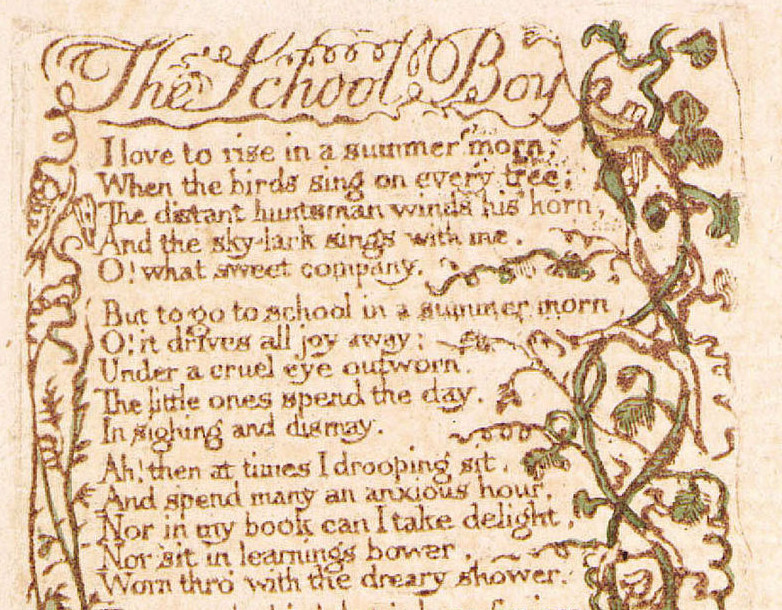 The School Boy
I love to rise in a summer morn,
When the birds sing on every tree;
The distant huntsman winds his horn,
And the sky-lark sings with me.
O! what sweet company.
But to go to school in a summer morn,
O! it drives all joy away;
Under a cruel eye outworn.
The little ones spend the day.
In sighing and dismay.
Ah! then at times I drooping sit,
And spend many an anxious hour,
Nor in my book can I take delight,
Nor sit in learnings bower,
Worn thro' with the dreary shower.